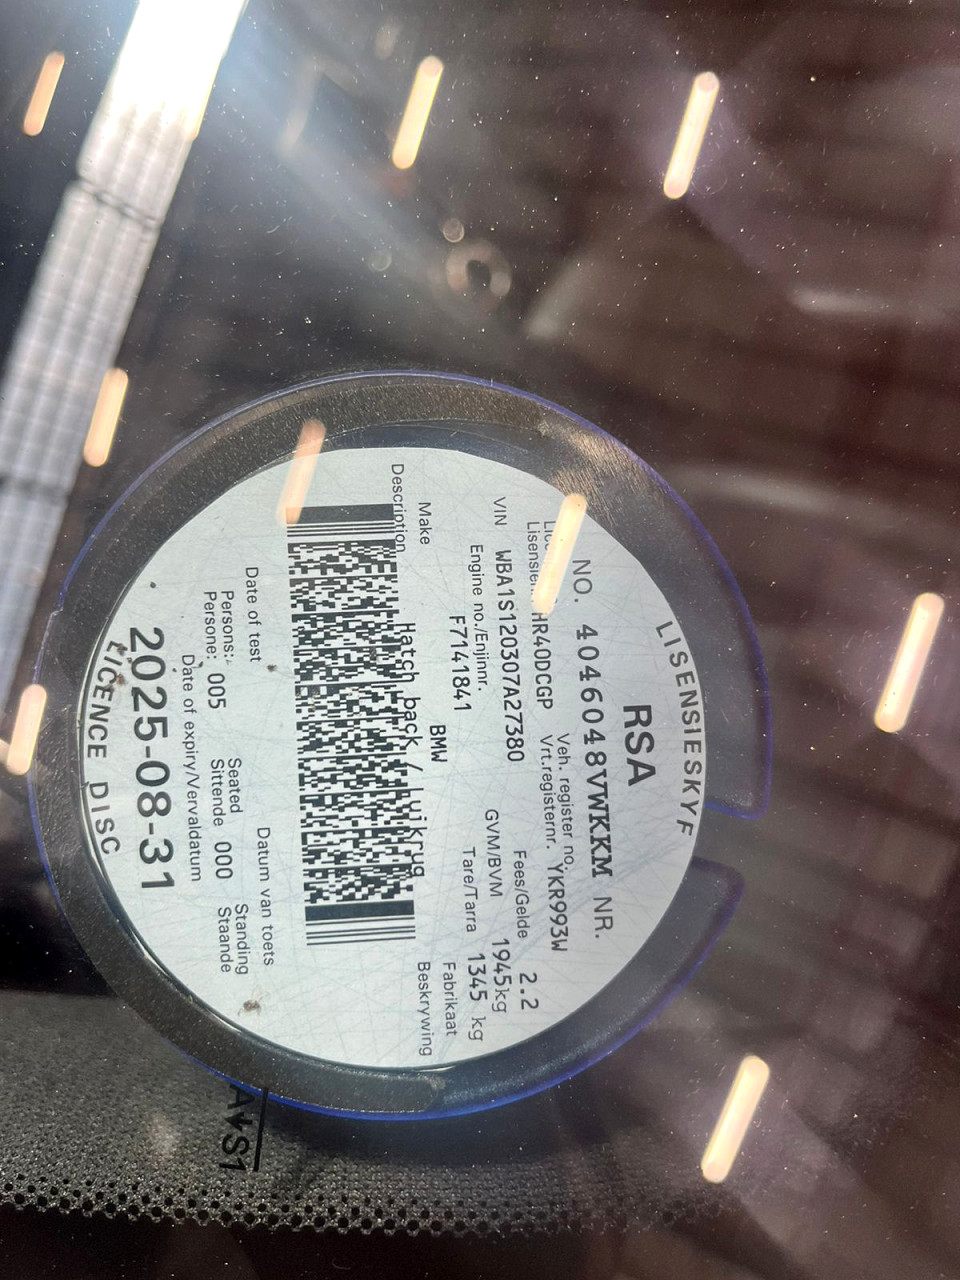 LISENSIESKYF
RSA
NO. 4046048VWKKM NR.
Veh. register no.
HR40DCGP Vrt.registernr. YKR993W
VIN WBA1S120307A27380 Fees/Gelde 2.2
Engine no./Enjinnr. GVM/BVM 1945kg
F7141841 Tare/Tarra 1345 kg
Make BMW Fabrikaat
Description Hatch back / Luikrug Beskrywing
Date of test Datum van toets
Persons: Seated Standing
Persone: 005 Sittende 000 Staande
Date of expiry/Vervaldatum
2025-08-31
LICENCE DISC